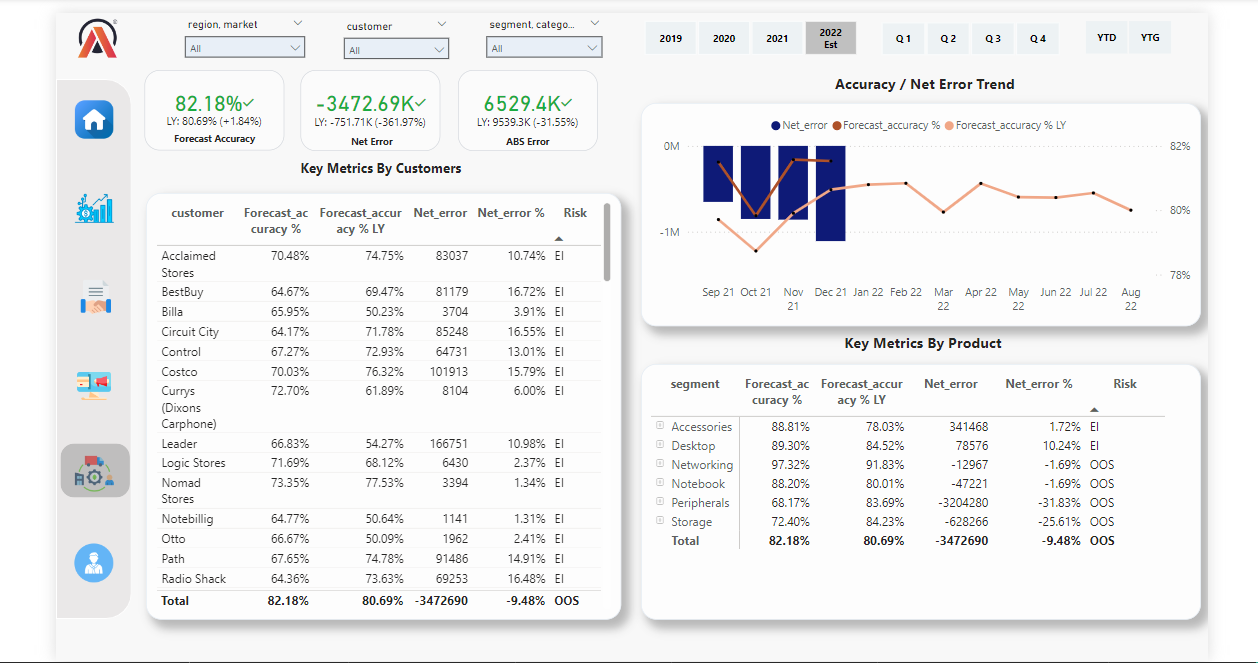 region, market
customer
segment, catego...
All
All
All
2019
2020
2021
2022
Est
Q 1
Q 2
Q 3
Q 4
YTD
YTG
82.18%
LY: 80.69% (+1.84%)
Forecast Accuracy
-3472.69K
LY: -751.71K (-361.97%)
Net Error
6529.4K
LY: 9539.3K (-31.55%)
ABS Error
Key Metrics By Customers
customer Forecast_ac Forecast_accur Net_error Net_error % Risk
curacy % acy % LY
Acclaimed 70.48% 74.75% 83037 10.74% EI
Stores
BestBuy 64.67% 69.47% 81179 16.72% EI
Billa 65.95% 50.23% 3704 3.91% EI
Circuit City 64.17% 71.78% 85248 16.55% EI
Control 67.27% 72.93% 64731 13.01% EI
Costco 70.03% 76.32% 101913 15.79% EI
Currys 72.70% 61.89% 8104 6.00% EI
(Dixons
Carphone)
Leader 66.83% 54.27% 166751 10.98% EI
Logic Stores 71.69% 68.12% 6430 2.37% EI
Nomad 73.35% 77.53% 3394 1.34% EI
Stores
Notebillig 64.77% 50.64% 1141 1.31% EI
Otto 66.67% 50.09% 1962 2.41% EI
Path 67.65% 74.78% 91486 14.91% EI
Radio Shack 64.36% 73.63% 69253 16.48% EI
Total 82.18% 80.69% -3472690 -9.48% OOS
Accuracy / Net Error Trend
Net_error Forecast_accuracy % Forecast_accuracy % LY
0M
-1M
82%
80%
78%
Sep 21 Oct 21 Nov 21 Dec 21 Jan 22 Feb 22 Mar 22 Apr 22 May 22 Jun 22 Jul 22 Aug 22
Key Metrics By Product
segment Forecast_ac Forecast_accur Net_error Net_error % Risk
curacy % acy % LY
Accessories 88.81% 78.03% 341468 1.72% EI
Desktop 89.30% 84.52% 78576 10.24% EI
Networking 97.32% 91.83% -12967 -1.69% OOS
Notebook 88.20% 80.01% -47221 -1.69% OOS
Peripherals 68.17% 83.69% -3204280 -31.83% OOS
Storage 72.40% 84.23% -628266 -25.61% OOS
Total 82.18% 80.69% -3472690 -9.48% OOS